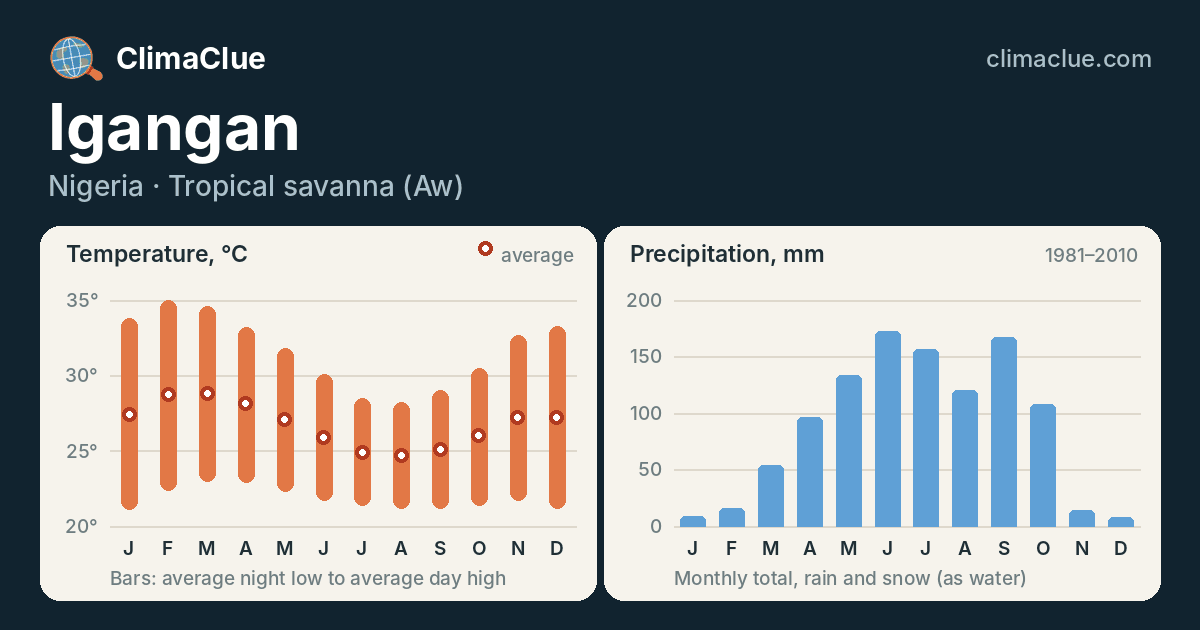 ClimaClue
climaclue.com
Igangan
Nigeria · Tropical savanna (Aw)
Temperature, °C
average
35°
30°
25°
20°
J F M A M J J A S O N D
Bars: average night low to average day high
Precipitation, mm
1981–2010
200
150
100
50
0
J F M A M J J A S O N D
Monthly total, rain and snow (as water)